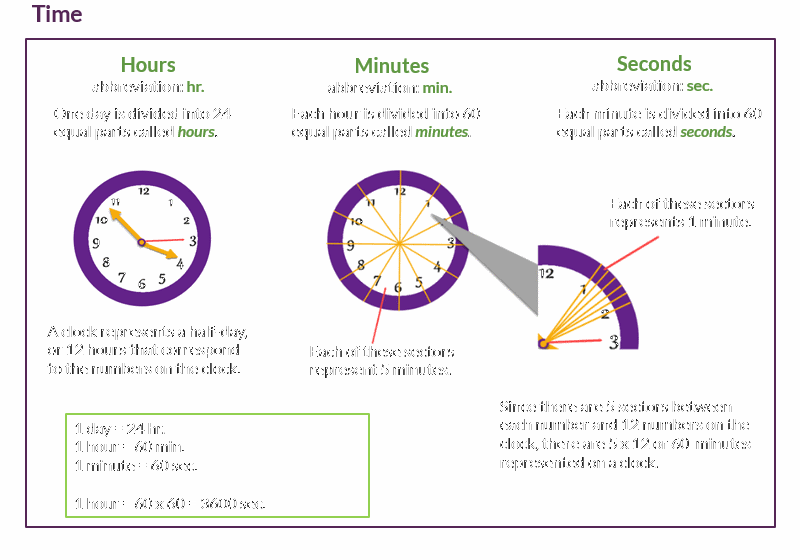 Time
Hours
abbreviation: hr.
One day is divided into 24
equal parts called hours.
Minutes
abbreviation: min.
Each hour is divided into 60
equal parts called minutes.
Seconds
abbreviation: sec.
Each minute is divided into 60
equal parts called seconds.
12
11 1
10 2
9 3
8 4
7 5
6
12
11 1
10
9 3
8 4
7 5
6
Each of these sectors
represents 1 minute.
12
1
2
3
A clock represents a half-day,
or 12 hours that correspond
to the numbers on the clock.
Each of these sectors
represent 5 minutes.
Since there are 5 sectors between
each number and 12 numbers on the
clock, there are 5 x 12 or 60 minutes
represented on a clock.
1 day = 24 hr.
1 hour = 60 min.
1 minute = 60 sec.
1 hour = 60 x 60 = 3600 sec.